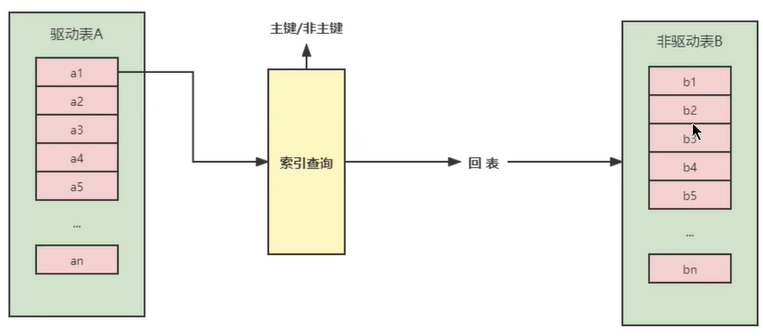 驱动表A
a1
a2
a3
a4
a5
...
an
主键/非主键
索引查询
回 表
非驱动表B
b1
b2
b3
b4
b5
...
bn